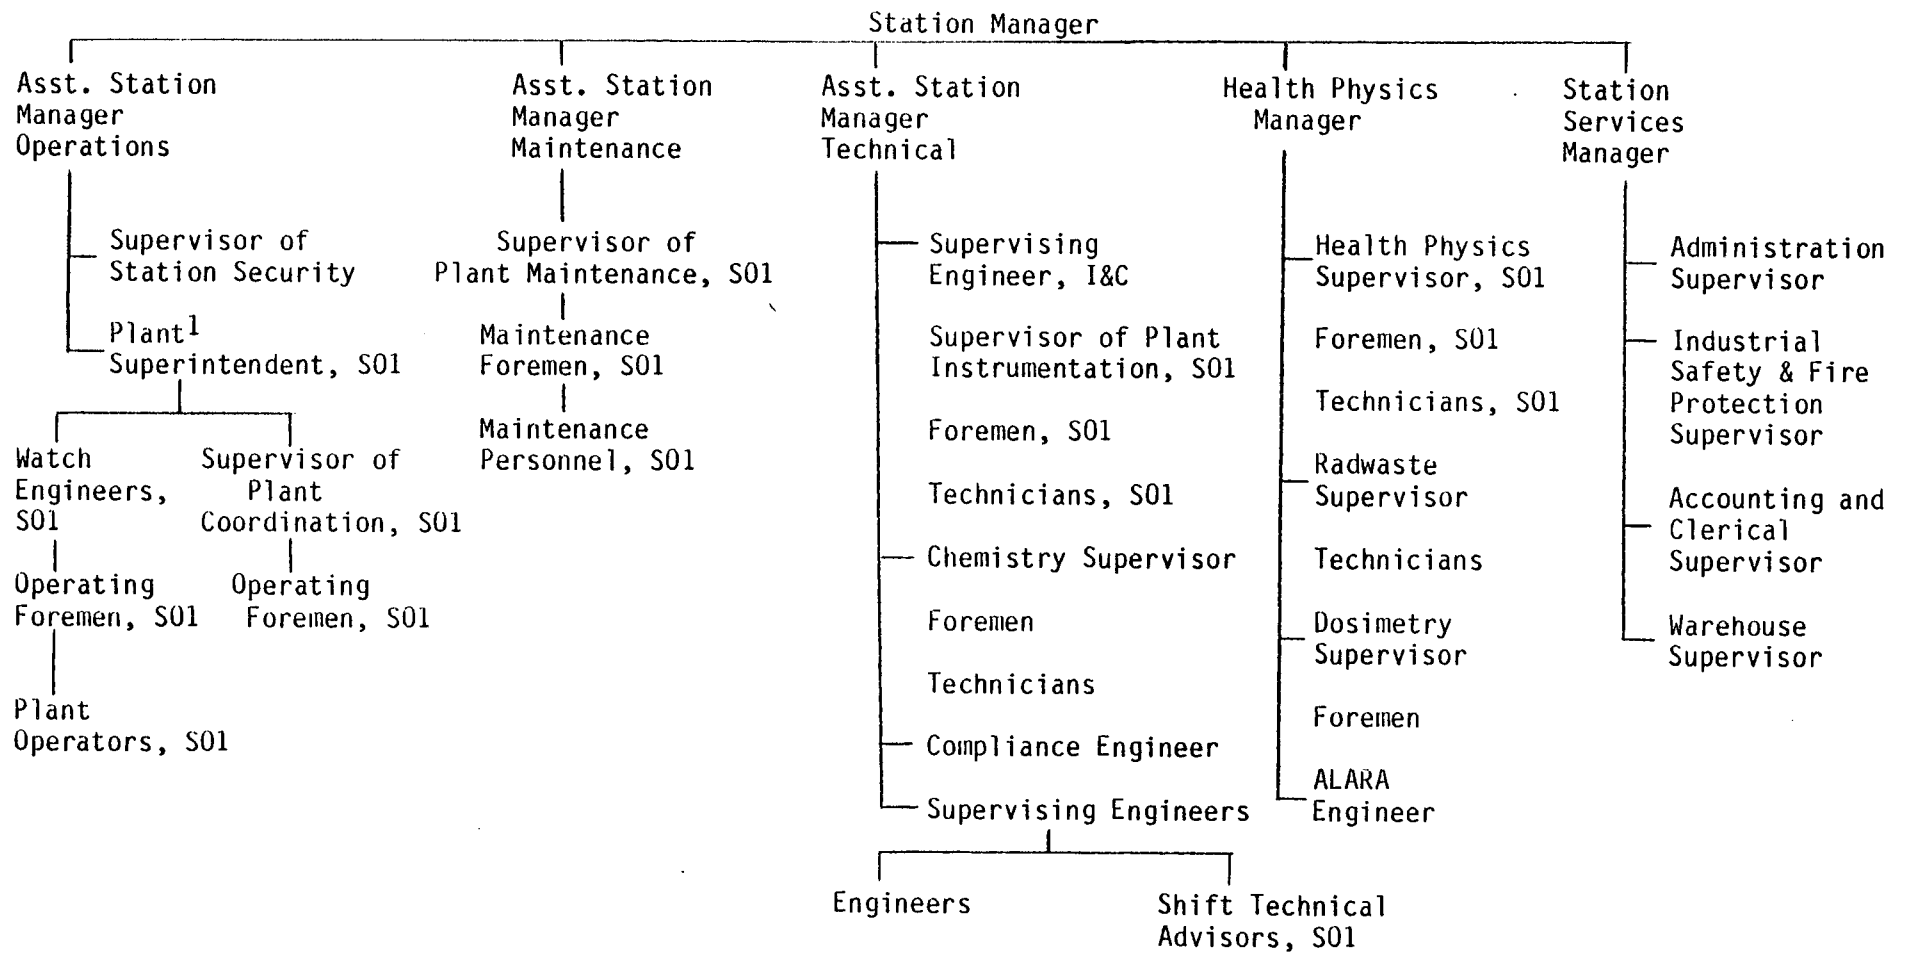 Station Manager
Asst. Station
Manager
Operations
Supervisor of
Station Security
Plant1
Superintendent, S01
Watch
Engineers,
S01
Operating
Foremen, S01
Plant
Operators, S01
Supervisor of
Plant
Coordination, S01
Operating
Foremen, S01
Asst. Station
Manager
Maintenance
Supervisor of
Plant Maintenance, S01
Maintenance
Foremen, S01
Maintenance
Personnel, S01
Asst. Station
Manager
Technical
Supervising
Engineer, I&C
Supervisor of Plant
Instrumentation, S01
Foremen, S01
Technicians, S01
Chemistry Supervisor
Foremen
Technicians
Compliance Engineer
Supervising Engineers
Engineers
Shift Technical
Advisors, S01
Health Physics
Manager
Health Physics
Supervisor, S01
Foremen, S01
Technicians, S01
Radwaste
Supervisor
Technicians
Dosimetry
Supervisor
Foremen
ALARA
Engineer
Station
Services
Manager
Administration
Supervisor
Industrial
Safety & Fire
Protection
Supervisor
Accounting and
Clerical
Supervisor
Warehouse
Supervisor